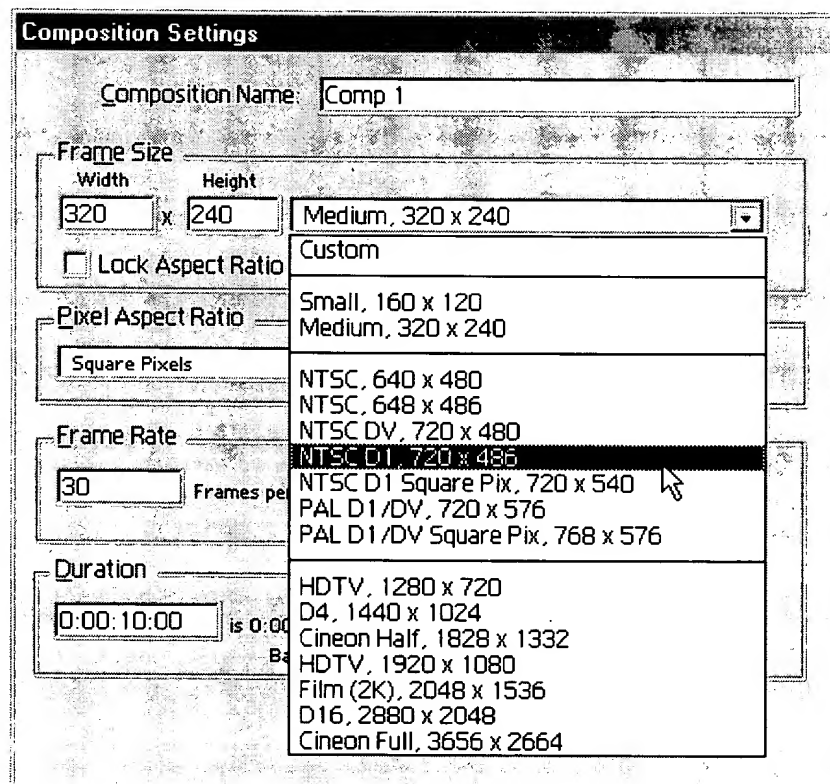 Composition Settings
Composition Name: Comp 1
Frame Size
Width Height
320 x 240 Medium, 320 x 240
Lock Aspect Ratio
Custom
Small, 160 x 120
Medium, 320 x 240
Pixel Aspect Ratio
Square Pixels
NTSC, 640 x 480
NTSC, 648 x 486
NTSC DV, 720 x 480
NTSC D1, 720 x 486
NTSC D1 Square Pix, 720 x 540
PAL D1/DV, 720 x 576
PAL D1/DV Square Pix, 768 x 576
Frame Rate
30 Frames pe
Duration
0:00:10:00 is 0:00
Ba
HDTV, 1280 x 720
D4, 1440 x 1024
Cineon Half, 1828 x 1332
HDTV, 1920 x 1080
Film (2K), 2048 x 1536
D16, 2880 x 2048
Cineon Full, 3656 x 2664